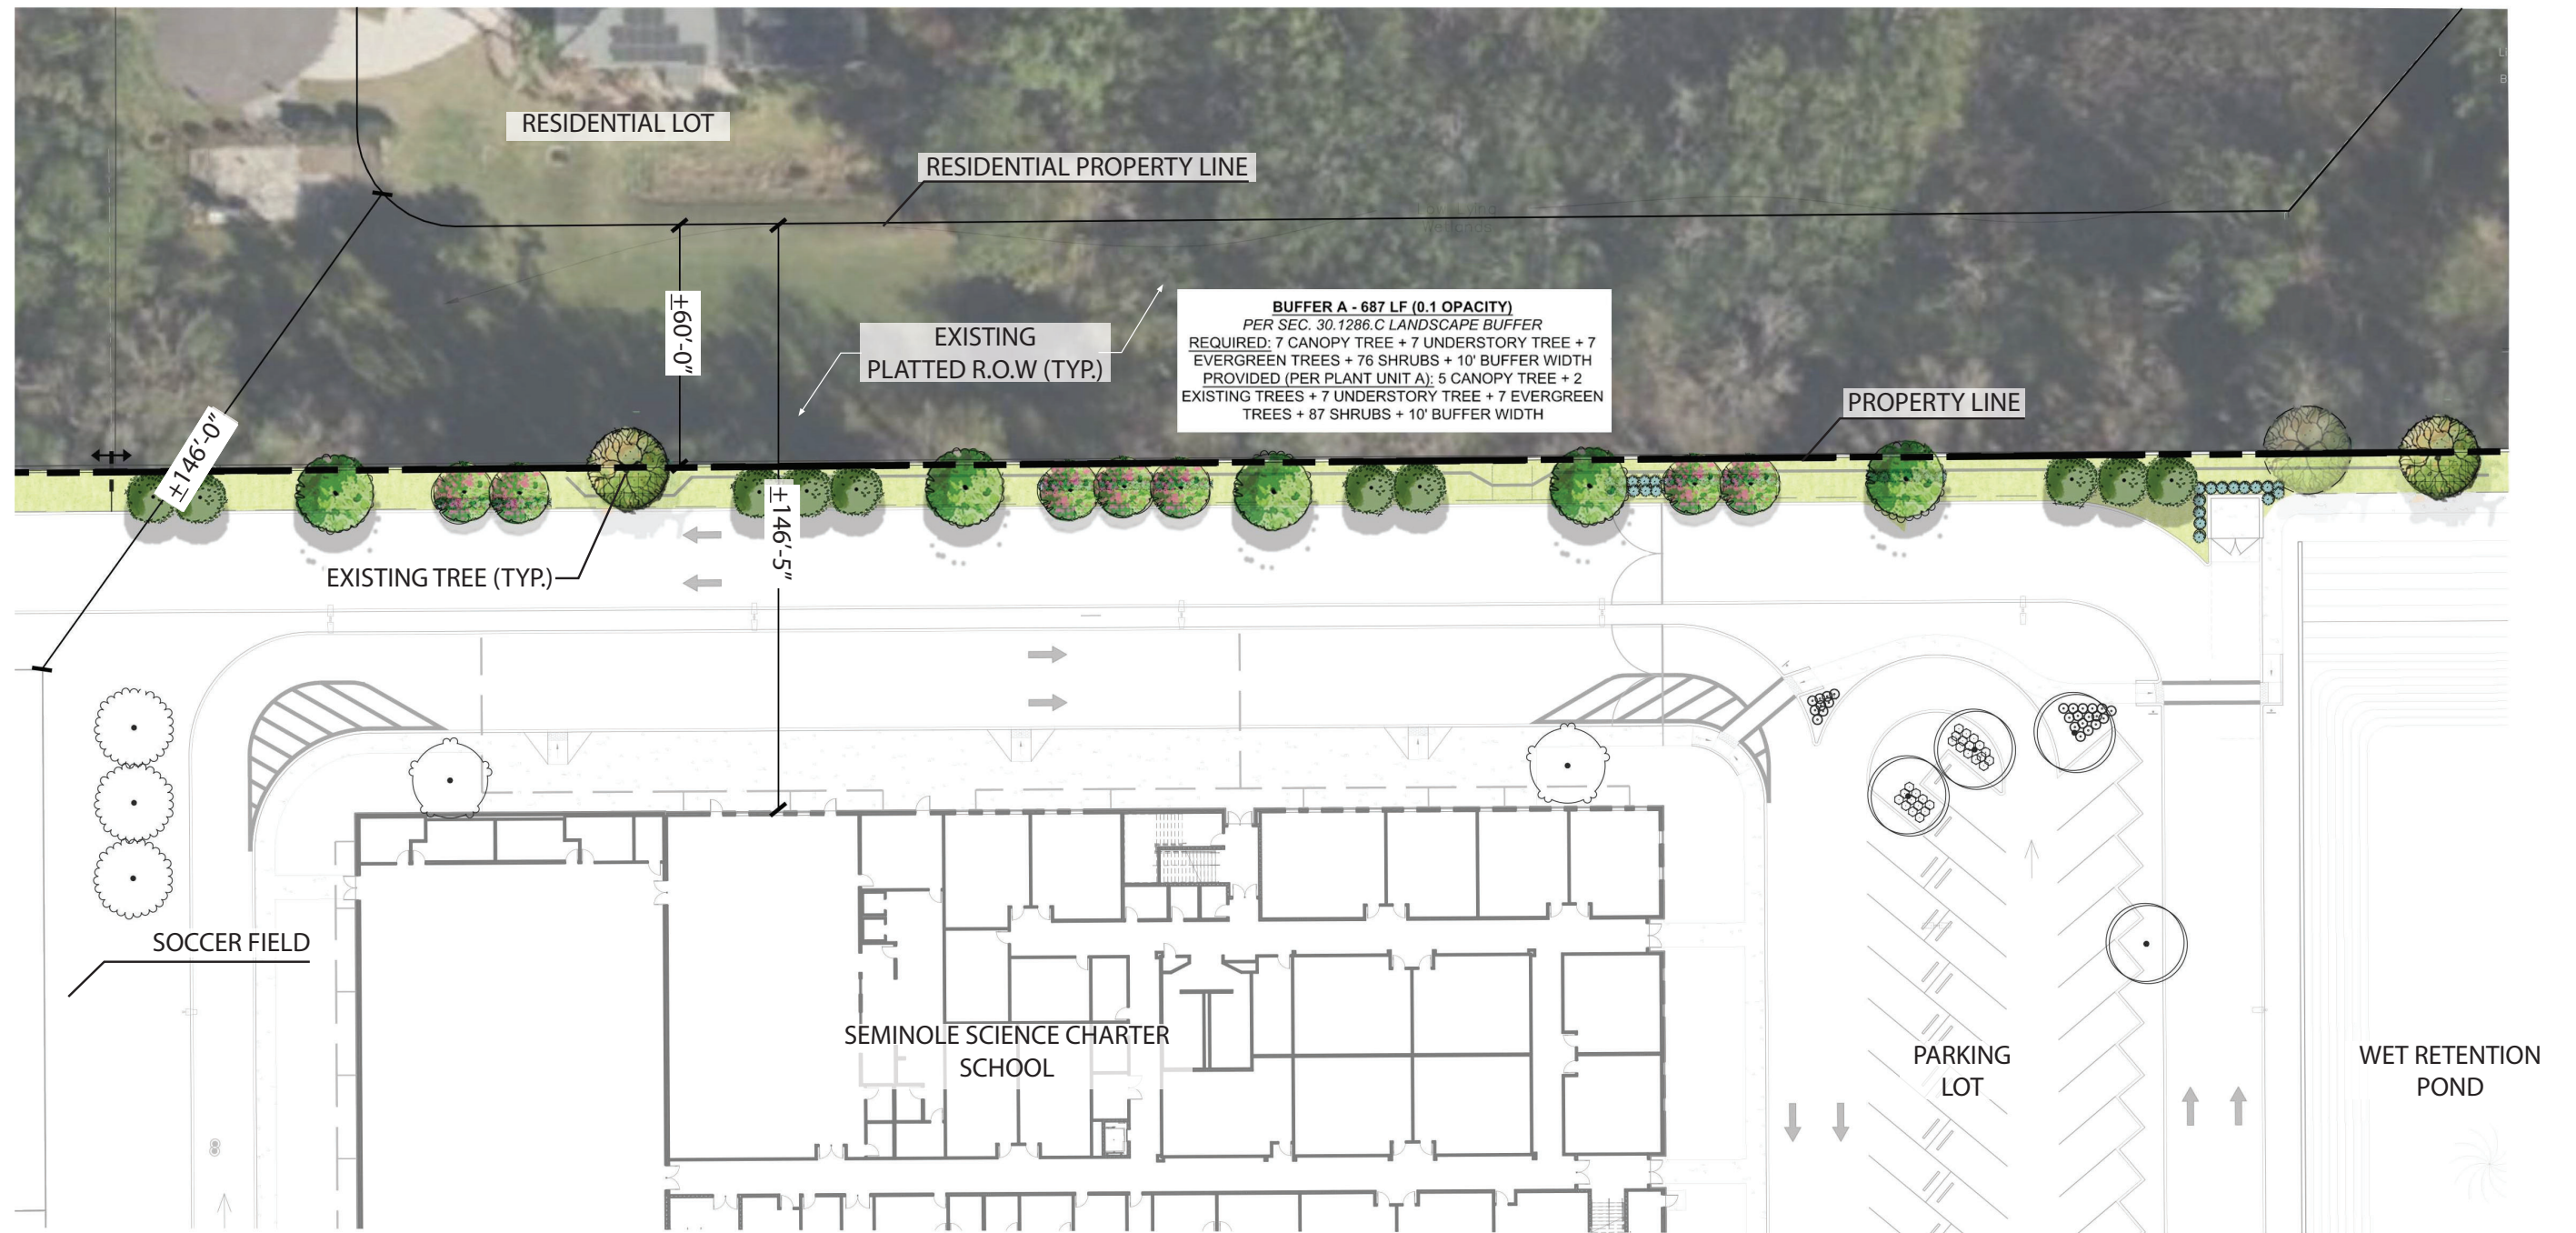 RESIDENTIAL LOT
RESIDENTIAL PROPERTY LINE
±60'-0"
EXISTING
PLATTED R.O.W (TYP.)
BUFFER A - 687 LF (0.1 OPACITY)
PER SEC. 30.1286.C LANDSCAPE BUFFER
REQUIRED: 7 CANOPY TREE + 7 UNDERSTORY TREE + 7
EVERGREEN TREES + 76 SHRUBS + 10' BUFFER WIDTH
PROVIDED (PER PLANT UNIT A): 5 CANOPY TREE + 2
EXISTING TREES + 7 UNDERSTORY TREE + 7 EVERGREEN
TREES + 87 SHRUBS + 10' BUFFER WIDTH
PROPERTY LINE
±146'-0"
±146'-5"
EXISTING TREE (TYP.)
SOCCER FIELD
SEMINOLE SCIENCE CHARTER
SCHOOL
PARKING
LOT
WET RETENTION
POND